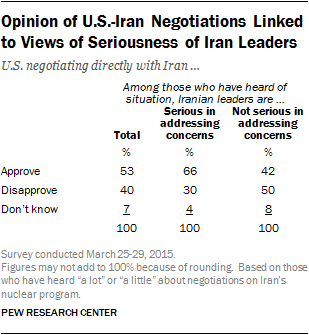 Opinion of U.S.-Iran Negotiations Linked
to Views of Seriousness of Iran Leaders
U.S. negotiating directly with Iran ...
Among those who have heard of
situation, Iranian leaders are ...
Total Serious in addressing concerns Not serious in addressing concerns
% % %
Approve 53 66 42
Disapprove 40 30 50
Don't know 7 4 8
100 100 100
Survey conducted March 25-29, 2015.
Figures may not add to 100% because of rounding. Based on those
who have heard "a lot" or "a little" about negotiations on Iran's
nuclear program.
PEW RESEARCH CENTER